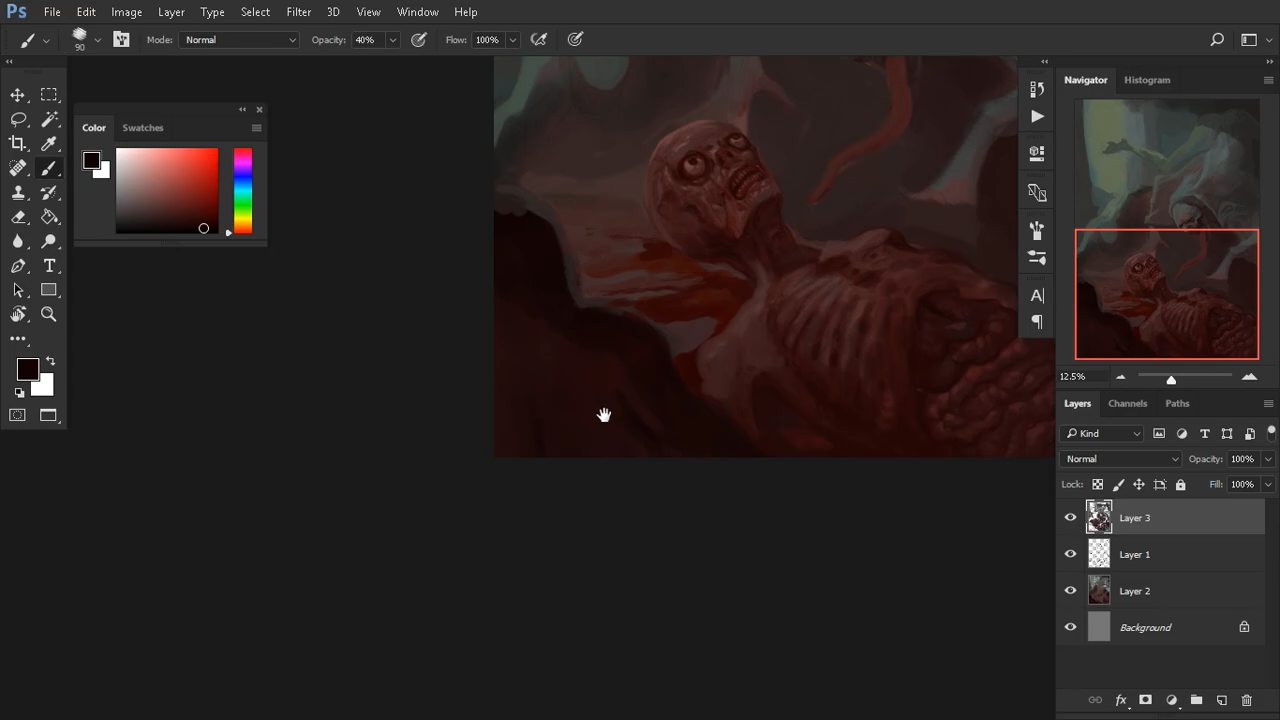 Ps File Edit Image Layer Type Select Filter 3D View Window Help
90 Mode: Normal Opacity: 40% Flow: 100%
Color Swatches
Navigator Histogram
12.5%
Layers Channels Paths
Kind
Normal Opacity: 100%
Lock: Fill: 100%
Layer 3
Layer 1
Layer 2
Background